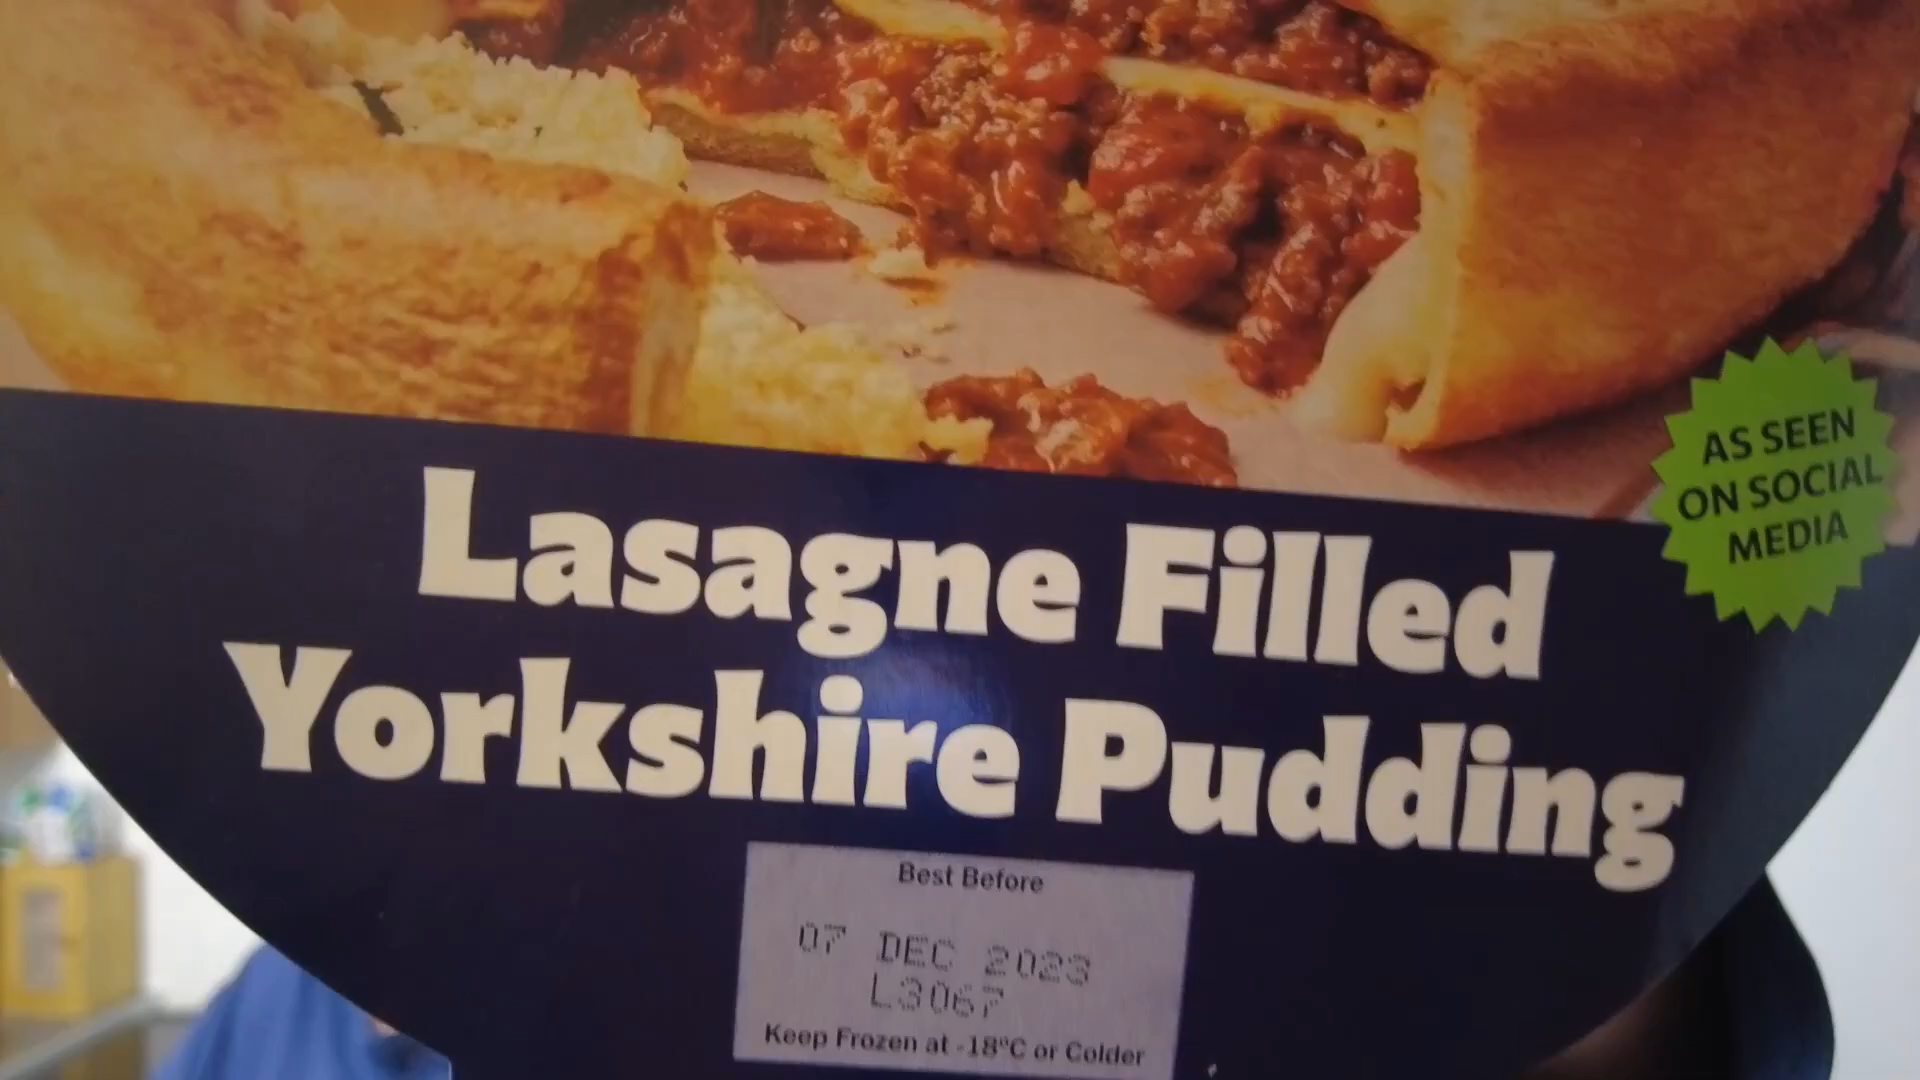 AS SEEN
ON SOCIAL
MEDIA
Lasagne Filled
Yorkshire Pudding
Best Before
07 DEC 2023
L3067
Keep Frozen at -18°C or Colder